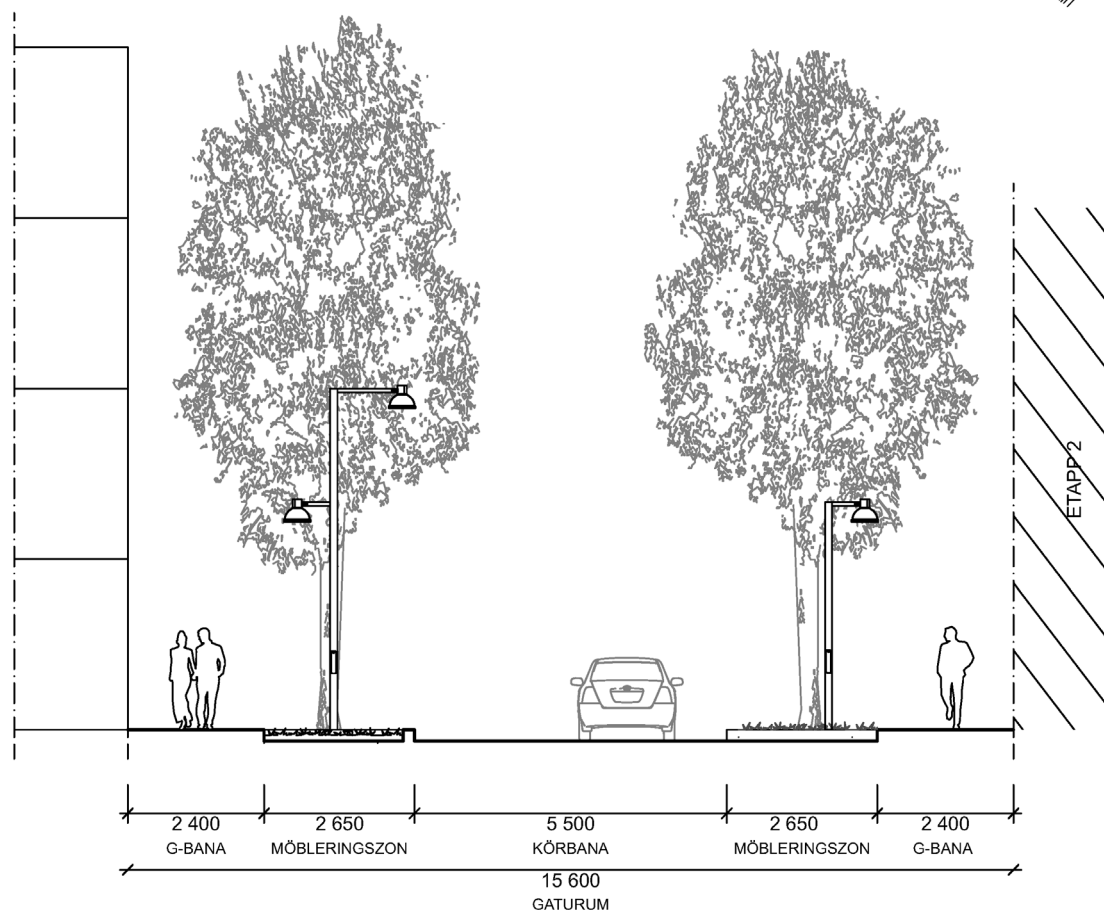 ETAPP 2
2 400 2 650 5 500 2 650 2 400
G-BANA MÖBLERINGSZON KÖRBANA MÖBLERINGSZON G-BANA
15 600
GATURUM